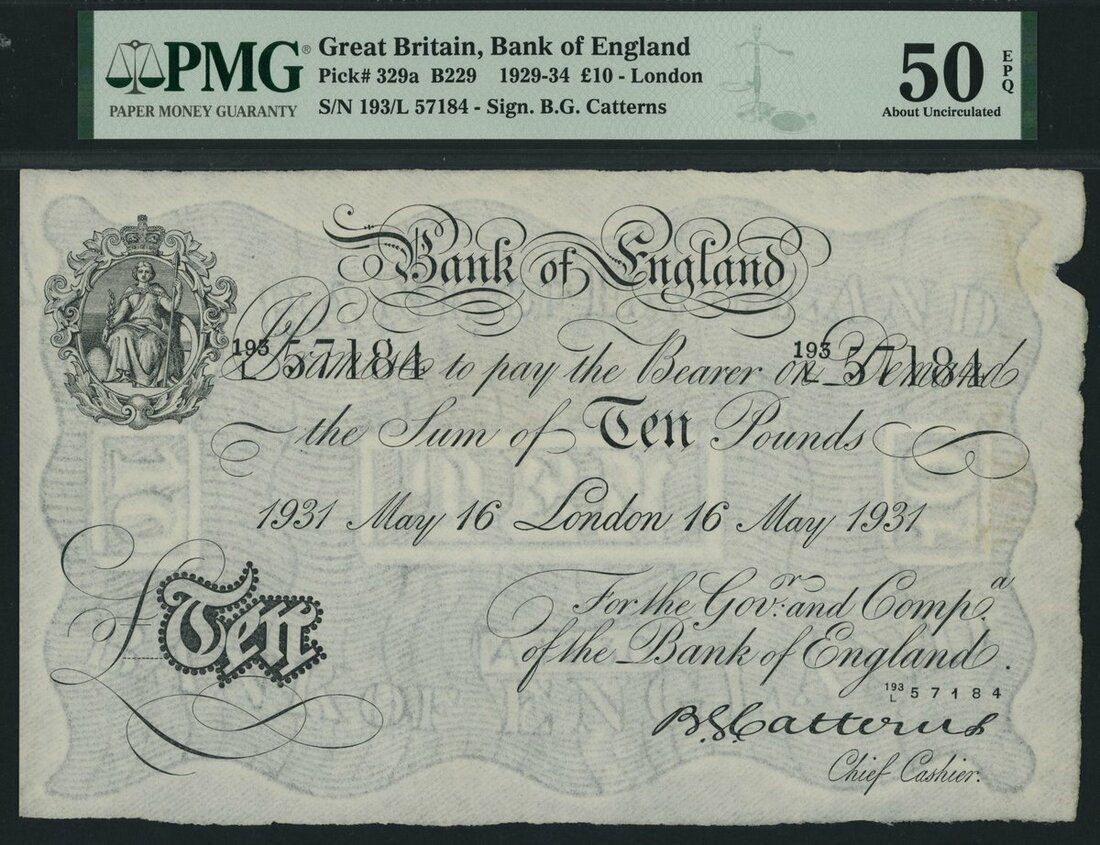 PMG®
PAPER MONEY GUARANTY
Great Britain, Bank of England
Pick# 329a B229 1929-34 £10 - London
S/N 193/L 57184 - Sign. B.G. Catterns
50 EPQ
About Uncirculated
Bank of England
193/L 57184 193/L 57184
I Promise to pay the Bearer on Demand
the Sum of Ten Pounds
1931 May 16 London 16 May 1931
For the Govr. and Compa.
of the Bank of England.
£Ten
193/L 57184
B.G. Catterns
Chief Cashier.